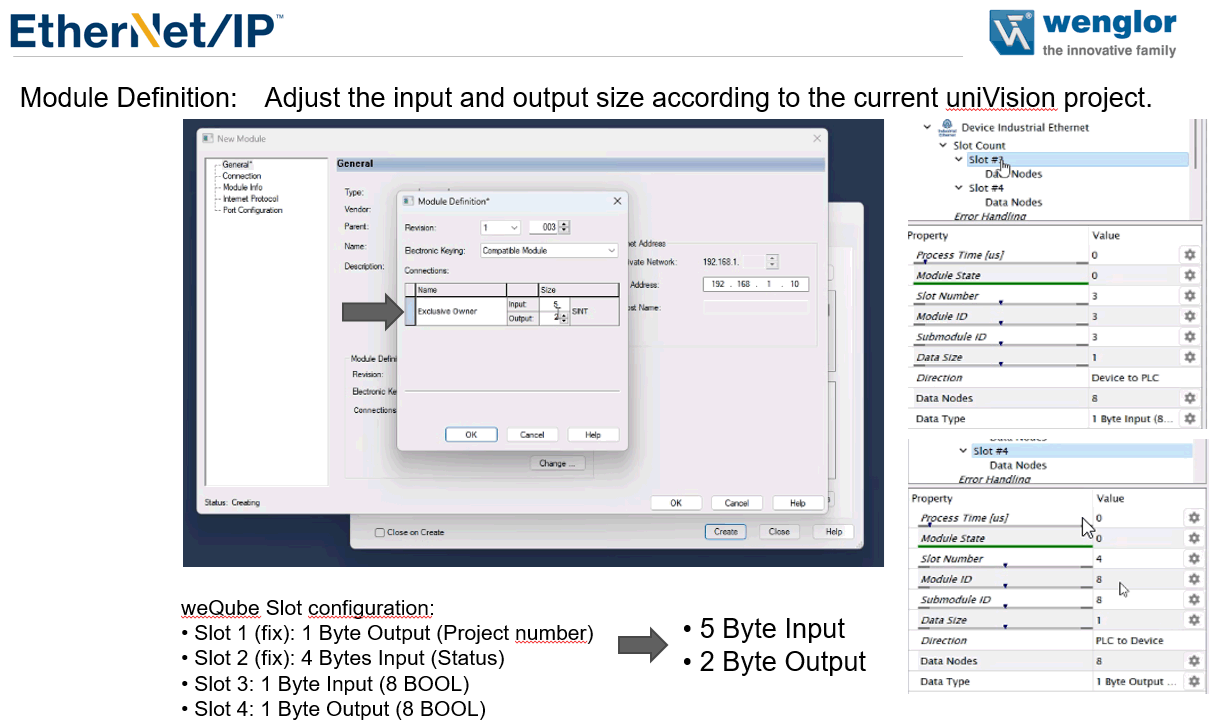 EtherNet/IP™
wenglor
the innovative family
Module Definition: Adjust the input and output size according to the current uniVision project.
New Module
General*
Connection
Module Info
Internet Protocol
Port Configuration
General
Type:
Vendor:
Parent:
Name:
Description:
Module Definition*
Revision: 1 003
Electronic Keying: Compatible Module
Connections:
Name Size
Exclusive Owner Input: 5 SINT
Output: 2
OK Cancel Help
net Address
ivate Network: 192.168.1.
Address: 192 . 168 . 1 . 10
ost Name:
Module Defini
Revision:
Electronic Ke
Connections
Change ...
Status: Creating
OK Cancel Help
Close on Create
Create Close Help
Device Industrial Ethernet
Slot Count
Slot #3
Data Nodes
Slot #4
Data Nodes
Error Handling
Property Value
Process Time [us] 0
Module State 0
Slot Number 3
Module ID 3
Submodule ID 3
Data Size 1
Direction Device to PLC
Data Nodes 8
Data Type 1 Byte Input (8...
Data Nodes
Slot #4
Data Nodes
Error Handling
Property Value
Process Time [us] 0
Module State 0
Slot Number 4
Module ID 8
Submodule ID 8
Data Size 1
Direction PLC to Device
Data Nodes 8
Data Type 1 Byte Output ...
weQube Slot configuration:
• Slot 1 (fix): 1 Byte Output (Project number)
• Slot 2 (fix): 4 Bytes Input (Status)
• Slot 3: 1 Byte Input (8 BOOL)
• Slot 4: 1 Byte Output (8 BOOL)
• 5 Byte Input
• 2 Byte Output